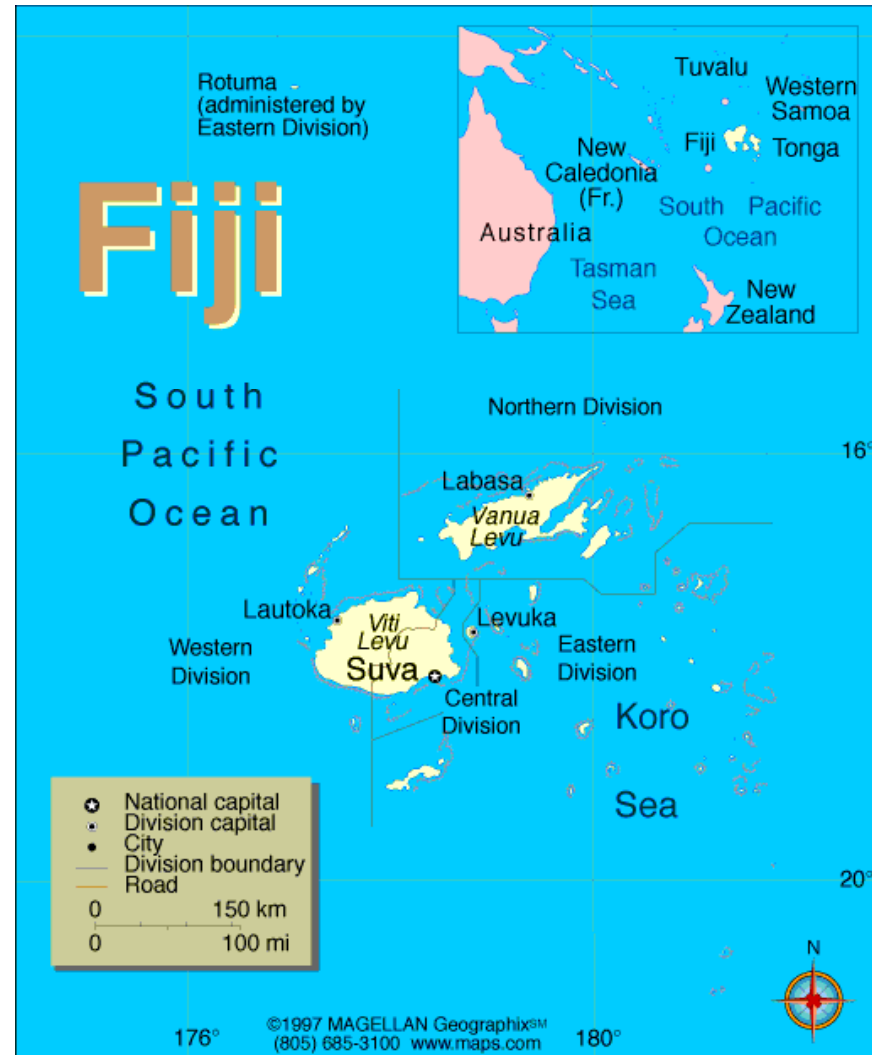 Rotuma
(administered by
Eastern Division)
Fiji
Tuvalu
Western
Samoa
Fiji
Tonga
New
Caledonia
(Fr.)
South Pacific
Ocean
Australia
Tasman
Sea
New
Zealand
South
Pacific
Ocean
Northern Division
16°
Labasa
Vanua
Levu
Lautoka
Viti
Levu
Levuka
Western
Division
Suva
Eastern
Division
Central
Division
Koro
Sea
National capital
Division capital
City
Division boundary
Road
0 150 km
0 100 mi
20°
N
176°
©1997 MAGELLAN Geographix℠
(805) 685-3100 www.maps.com
180°